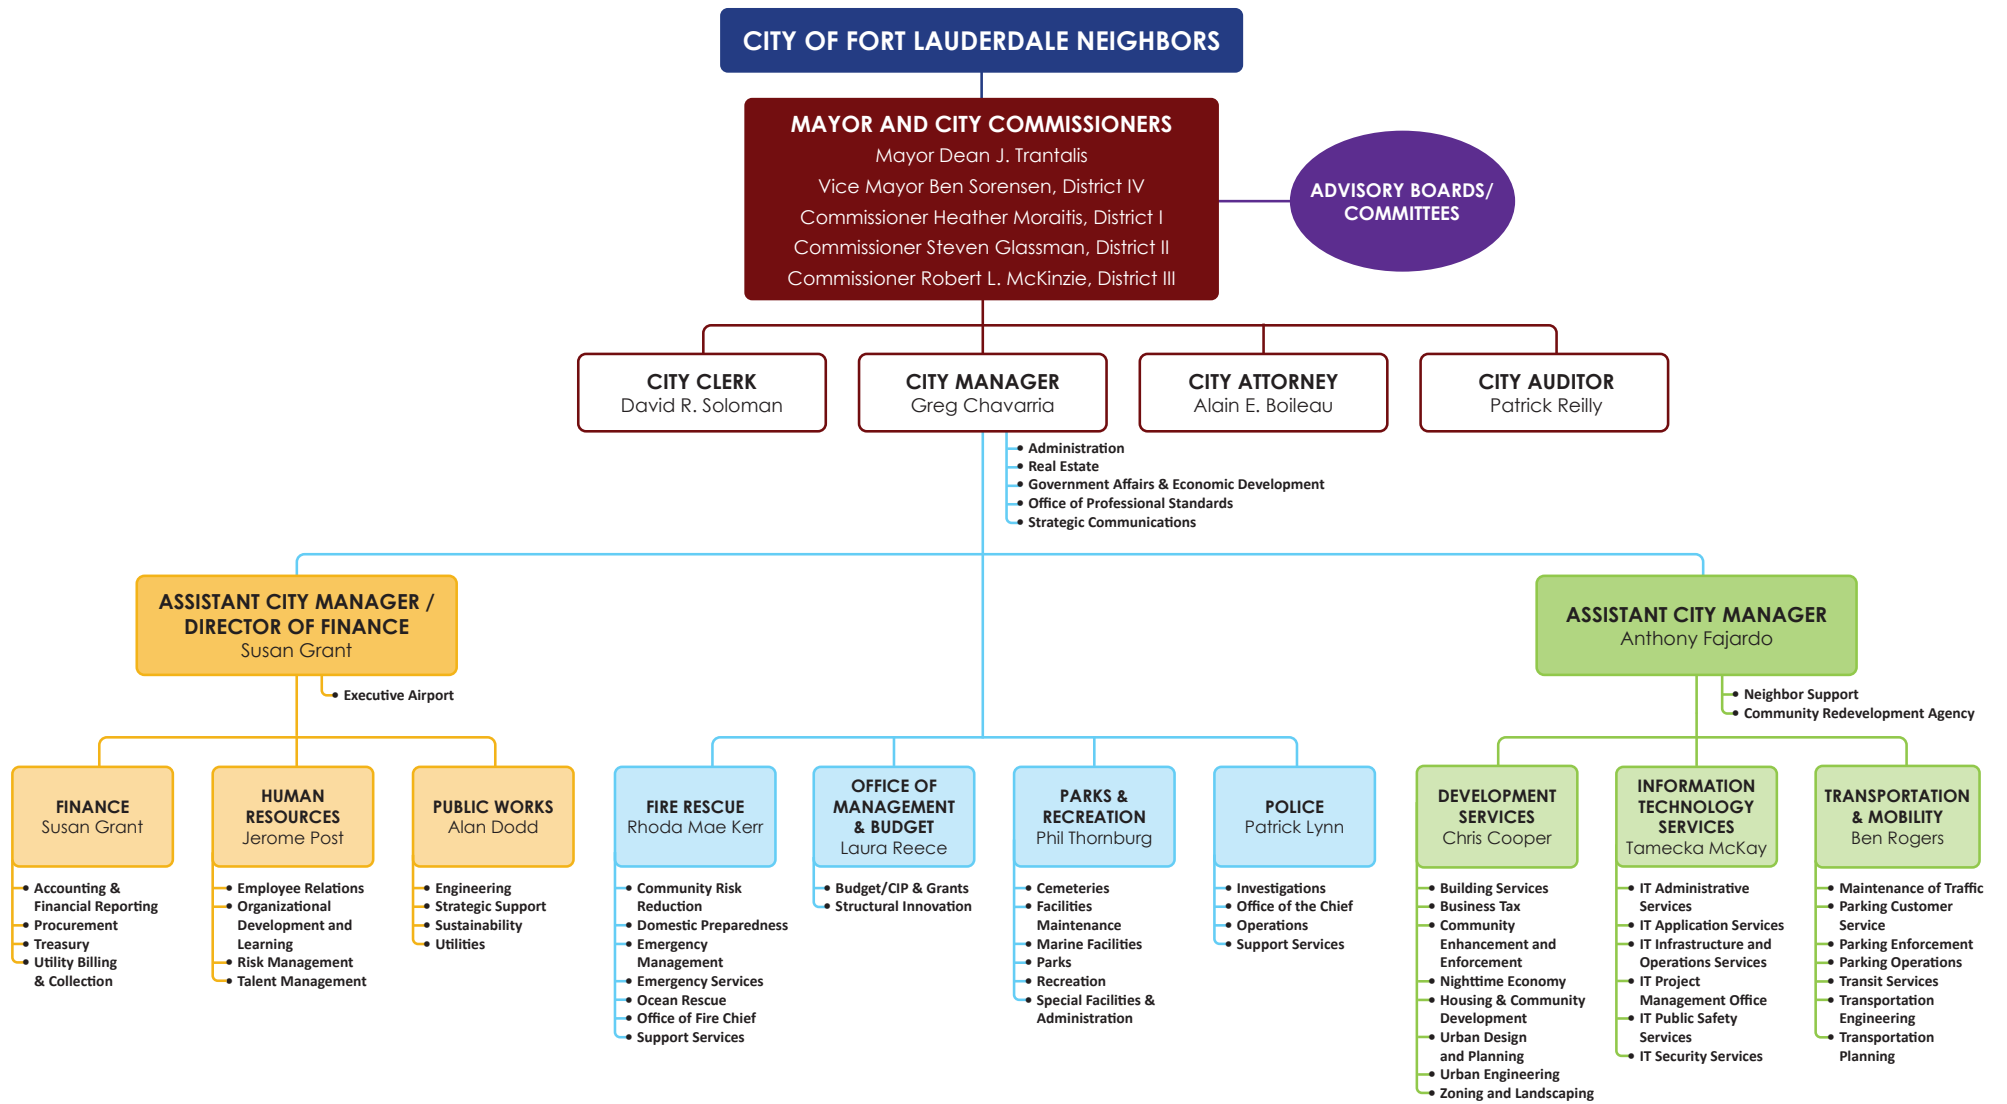 CITY OF FORT LAUDERDALE NEIGHBORS
MAYOR AND CITY COMMISSIONERS
Mayor Dean J. Trantalis
Vice Mayor Ben Sorensen, District IV
Commissioner Heather Moraitis, District I
Commissioner Steven Glassman, District II
Commissioner Robert L. McKinzie, District III
ADVISORY BOARDS/
COMMITTEES
CITY CLERK
David R. Soloman
CITY MANAGER
Greg Chavarria
CITY ATTORNEY
Alain E. Boileau
CITY AUDITOR
Patrick Reilly
• Administration
• Real Estate
• Government Affairs & Economic Development
• Office of Professional Standards
• Strategic Communications
ASSISTANT CITY MANAGER /
DIRECTOR OF FINANCE
Susan Grant
• Executive Airport
ASSISTANT CITY MANAGER
Anthony Fajardo
• Neighbor Support
• Community Redevelopment Agency
FINANCE
Susan Grant
• Accounting &
Financial Reporting
• Procurement
• Treasury
• Utility Billing
& Collection
HUMAN
RESOURCES
Jerome Post
• Employee Relations
• Organizational
Development and
Learning
• Risk Management
• Talent Management
PUBLIC WORKS
Alan Dodd
• Engineering
• Strategic Support
• Sustainability
• Utilities
FIRE RESCUE
Rhoda Mae Kerr
• Community Risk
Reduction
• Domestic Preparedness
• Emergency
Management
• Emergency Services
• Ocean Rescue
• Office of Fire Chief
• Support Services
OFFICE OF
MANAGEMENT
& BUDGET
Laura Reece
• Budget/CIP & Grants
• Structural Innovation
PARKS &
RECREATION
Phil Thornburg
• Cemeteries
• Facilities
Maintenance
• Marine Facilities
• Parks
• Recreation
• Special Facilities &
Administration
POLICE
Patrick Lynn
• Investigations
• Office of the Chief
• Operations
• Support Services
DEVELOPMENT
SERVICES
Chris Cooper
• Building Services
• Business Tax
• Community
Enhancement and
Enforcement
• Nighttime Economy
• Housing & Community
Development
• Urban Design
and Planning
• Urban Engineering
• Zoning and Landscaping
INFORMATION
TECHNOLOGY
SERVICES
Tamecka McKay
• IT Administrative
Services
• IT Application Services
• IT Infrastructure and
Operations Services
• IT Project
Management Office
• IT Public Safety
Services
• IT Security Services
TRANSPORTATION
& MOBILITY
Ben Rogers
• Maintenance of Traffic
• Parking Customer
Service
• Parking Enforcement
• Parking Operations
• Transit Services
• Transportation
Engineering
• Transportation
Planning